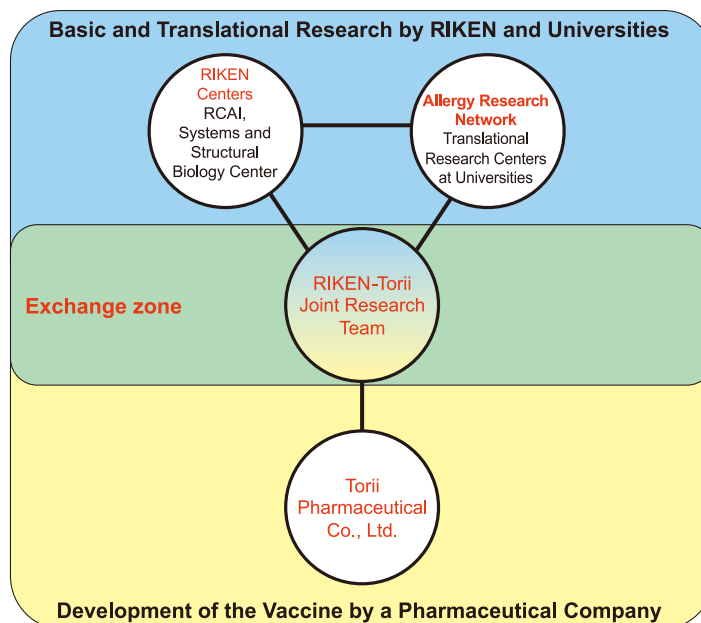 Basic and Translational Research by RIKEN and Universities
RIKEN
Centers
RCAI,
Systems and
Structural
Biology Center
Allergy Research
Network
Translational
Research Centers
at Universities
Exchange zone
RIKEN-Torii
Joint Research
Team
Torii
Pharmaceutical
Co., Ltd.
Development of the Vaccine by a Pharmaceutical Company